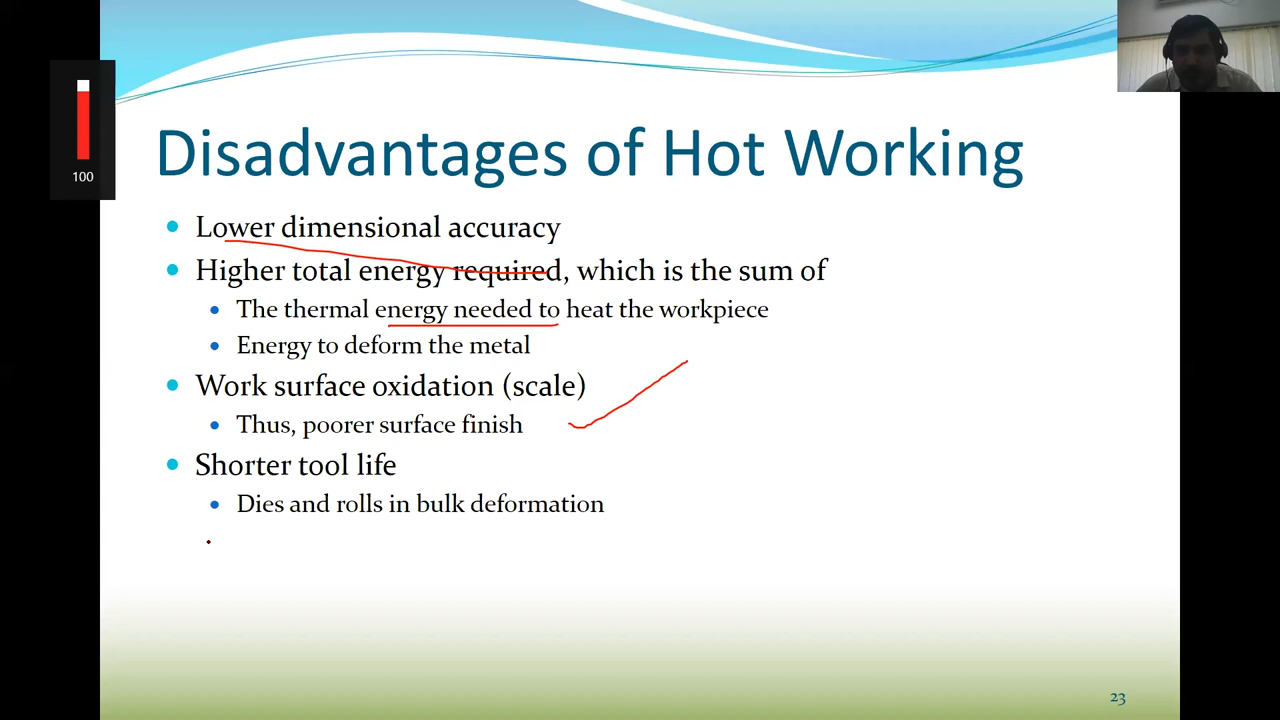 100
Disadvantages of Hot Working
Lower dimensional accuracy
Higher total energy required, which is the sum of
The thermal energy needed to heat the workpiece
Energy to deform the metal
Work surface oxidation (scale)
Thus, poorer surface finish
Shorter tool life
Dies and rolls in bulk deformation
23